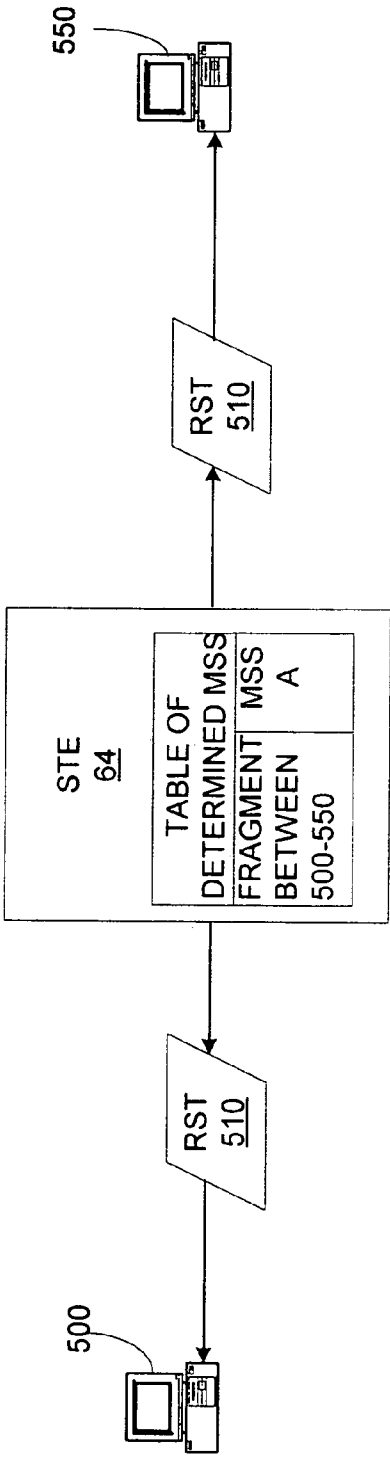 500
RST
510
STE
64
TABLE OF
DETERMINED MSS
FRAGMENT
BETWEEN
500-550
MSS
A
RST
510
550